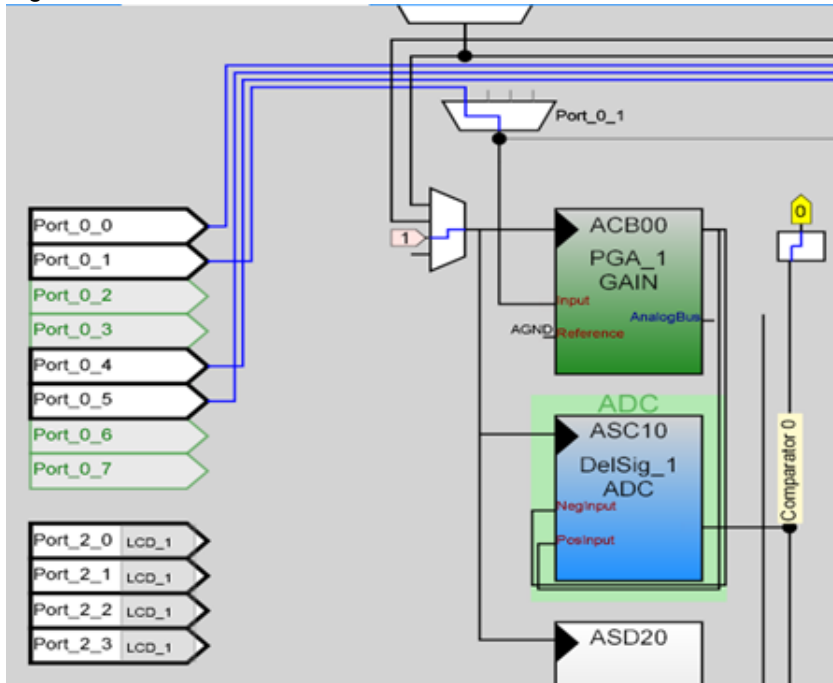 Port_0_1
Port_0_0
Port_0_1
Port_0_2
Port_0_3
Port_0_4
Port_0_5
Port_0_6
Port_0_7
Port_2_0 LCD_1
Port_2_1 LCD_1
Port_2_2 LCD_1
Port_2_3 LCD_1
1
ACB00
PGA_1
GAIN
Input
AnalogBus
AGND
Reference
ADC
ASC10
DelSig_1
ADC
NegInput
PosInput
ASD20
0
Comparator 0